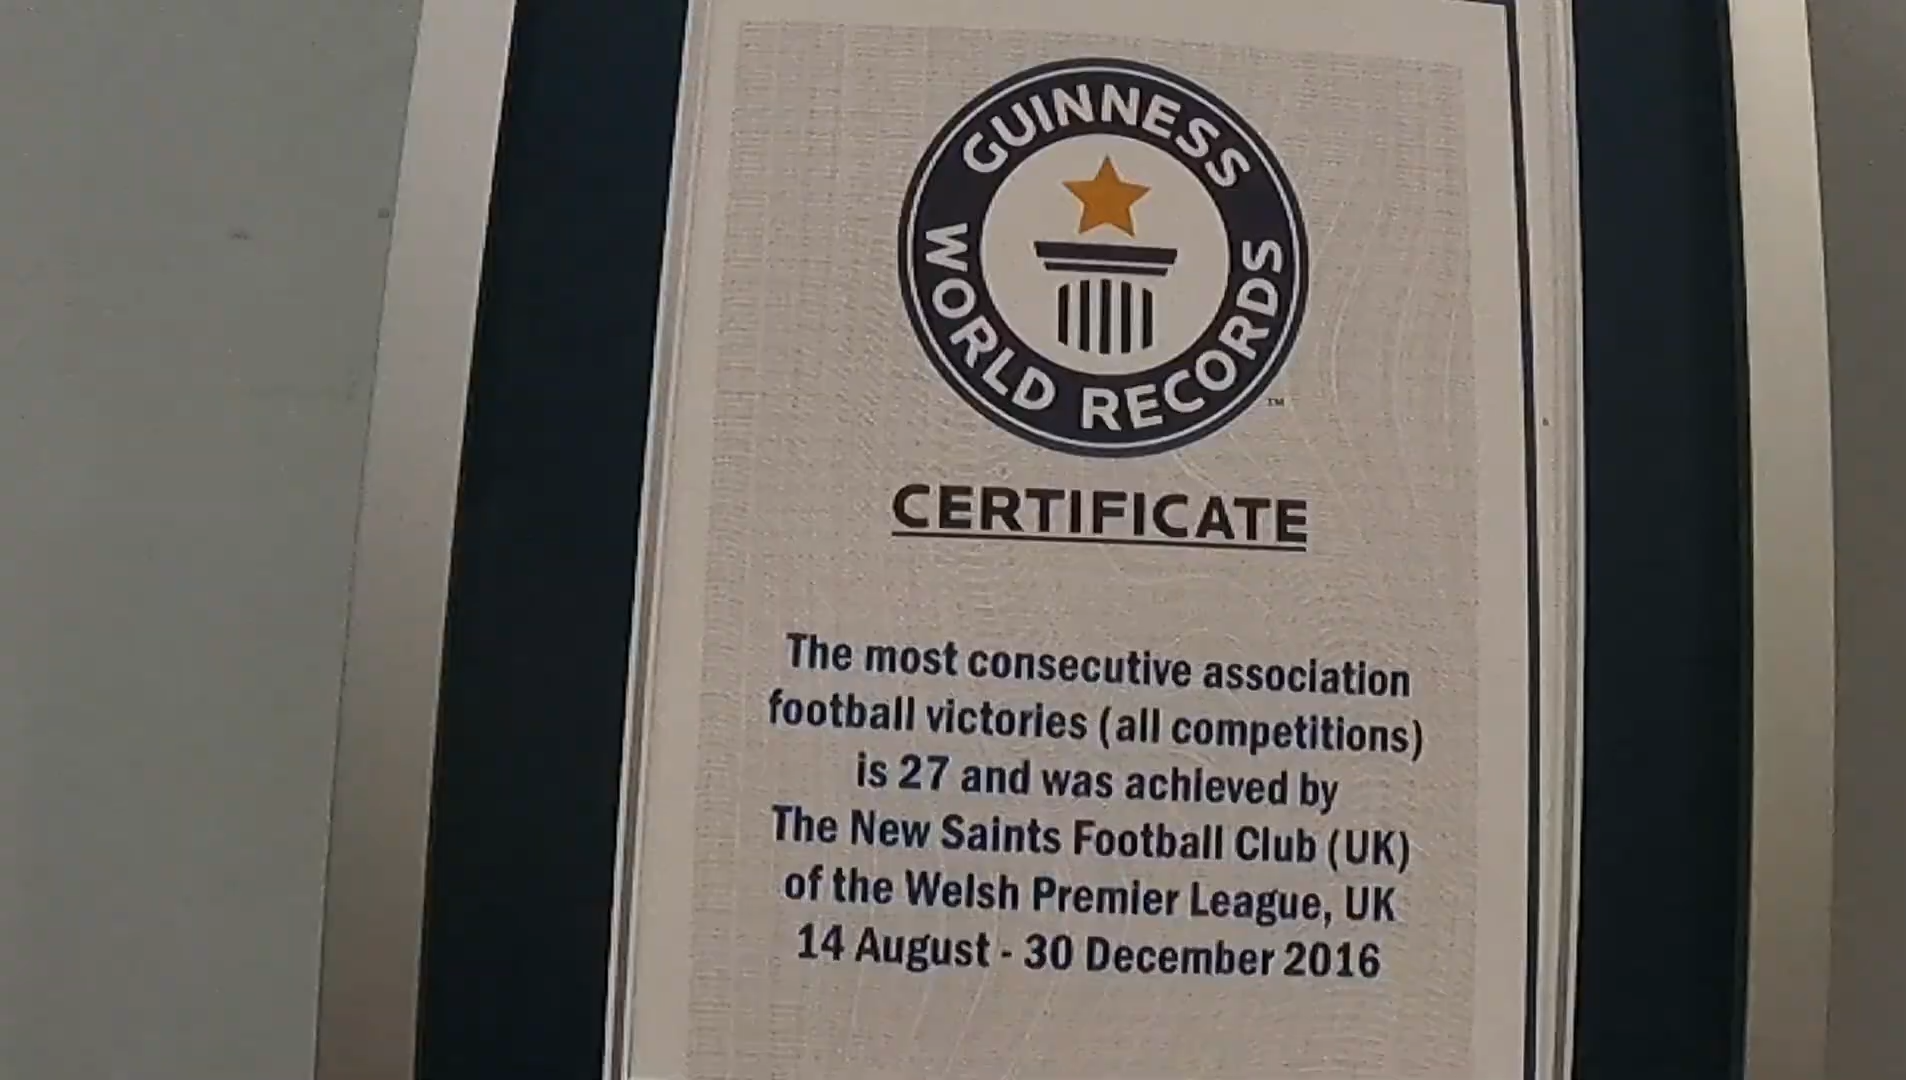 GUINNESS
WORLD RECORDS
TM
CERTIFICATE
The most consecutive association
football victories (all competitions)
is 27 and was achieved by
The New Saints Football Club (UK)
of the Welsh Premier League, UK
14 August - 30 December 2016